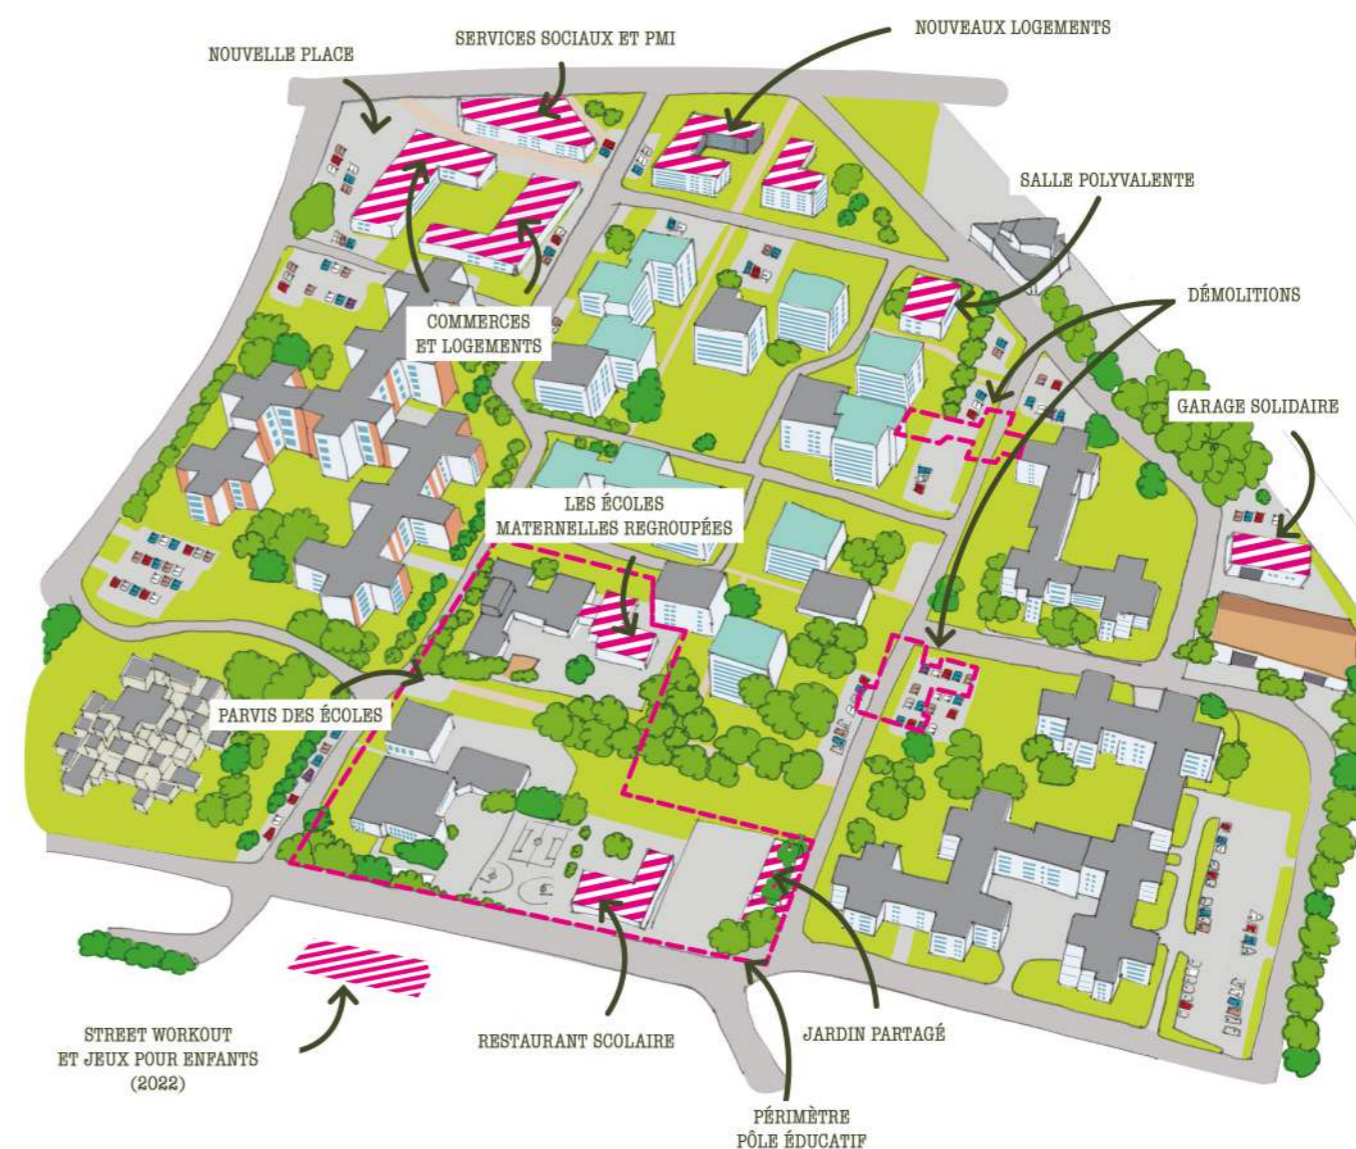 NOUVELLE PLACE
SERVICES SOCIAUX ET PMI
NOUVEAUX LOGEMENTS
SALLE POLYVALENTE
DÉMOLITIONS
COMMERCES
ET LOGEMENTS
GARAGE SOLIDAIRE
LES ÉCOLES
MATERNELLES REGROUPÉES
PARVIS DES ÉCOLES
STREET WORKOUT
ET JEUX POUR ENFANTS
(2022)
RESTAURANT SCOLAIRE
JARDIN PARTAGÉ
PÉRIMÈTRE
PÔLE ÉDUCATIF